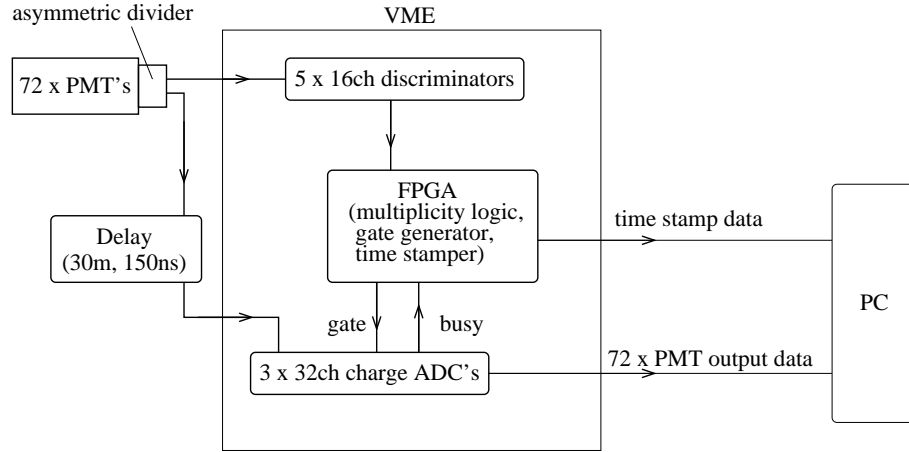 asymmetric divider
VME
72 x PMT's
5 x 16ch discriminators
FPGA
(multiplicity logic,
gate generator,
time stamper)
time stamp data
Delay
(30m, 150ns)
PC
gate
busy
3 x 32ch charge ADC's
72 x PMT output data